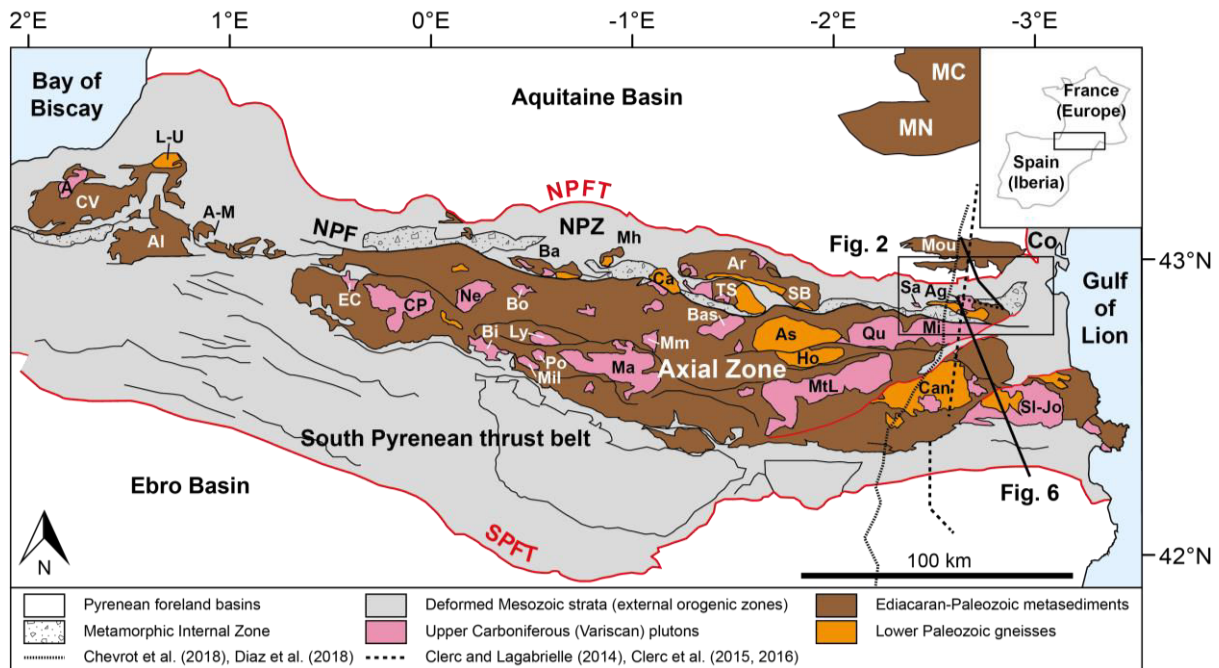 2°E
1°E
0°E
-1°E
-2°E
-3°E
Bay of
Biscay
Aquitaine Basin
MC
MN
France
(Europe)
Spain
(Iberia)
L-U
A
CV
A-M
AI
NPFT
NPF
NPZ
Mh
Ba
Ca
Ar
TS
SB
Fig. 2
Mou
Co
43°N
Sa
Ag
Gulf
of
Lion
EC
CP
Ne
Bo
Bas
As
Qu
Mi
Bi
Ly
Mm
Ho
Po
Mil
Ma
Axial Zone
MtL
Can
SI-Jo
South Pyrenean thrust belt
Ebro Basin
Fig. 6
SPFT
100 km
42°N
N
Pyrenean foreland basins
Deformed Mesozoic strata (external orogenic zones)
Ediacaran-Paleozoic metasediments
Metamorphic Internal Zone
Upper Carboniferous (Variscan) plutons
Lower Paleozoic gneisses
Chevrot et al. (2018), Diaz et al. (2018)
Clerc and Lagabrielle (2014), Clerc et al. (2015, 2016)